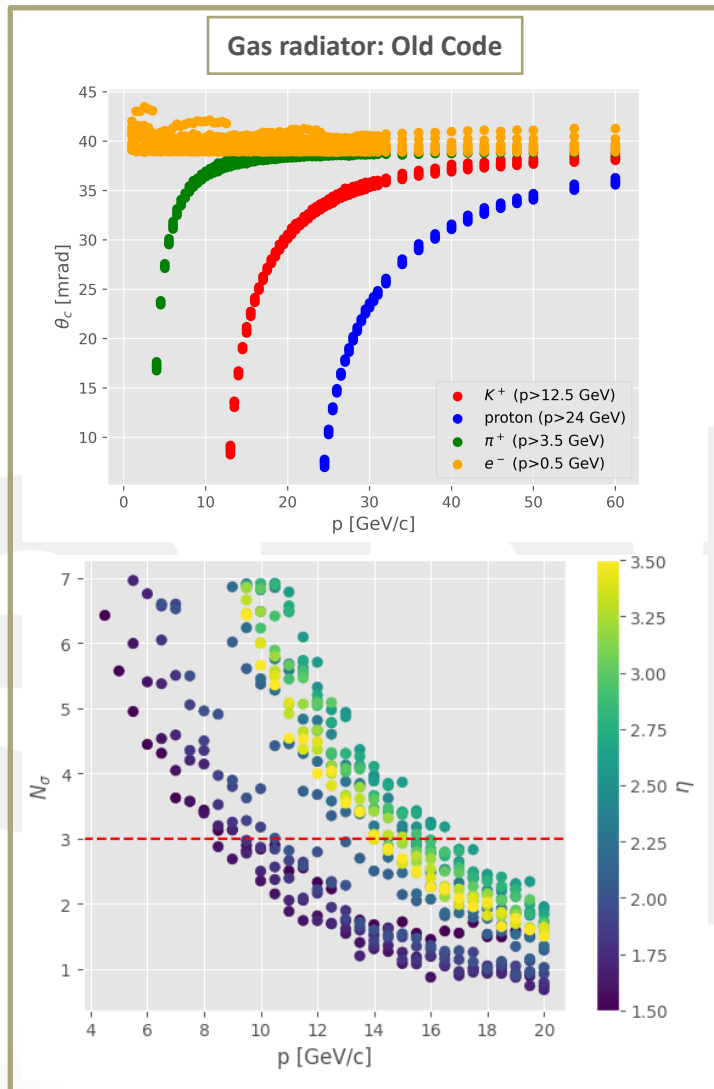 Gas radiator: Old Code
45
40
35
30
25
20
15
10
θc [mrad]
K+ (p>12.5 GeV)
proton (p>24 GeV)
π+ (p>3.5 GeV)
e− (p>0.5 GeV)
0 10 20 30 40 50 60
p [GeV/c]
7
6
5
4
3
2
1
Nσ
4 6 8 10 12 14 16 18 20
p [GeV/c]
3.50
3.25
3.00
2.75
2.50
2.25
2.00
1.75
1.50
η